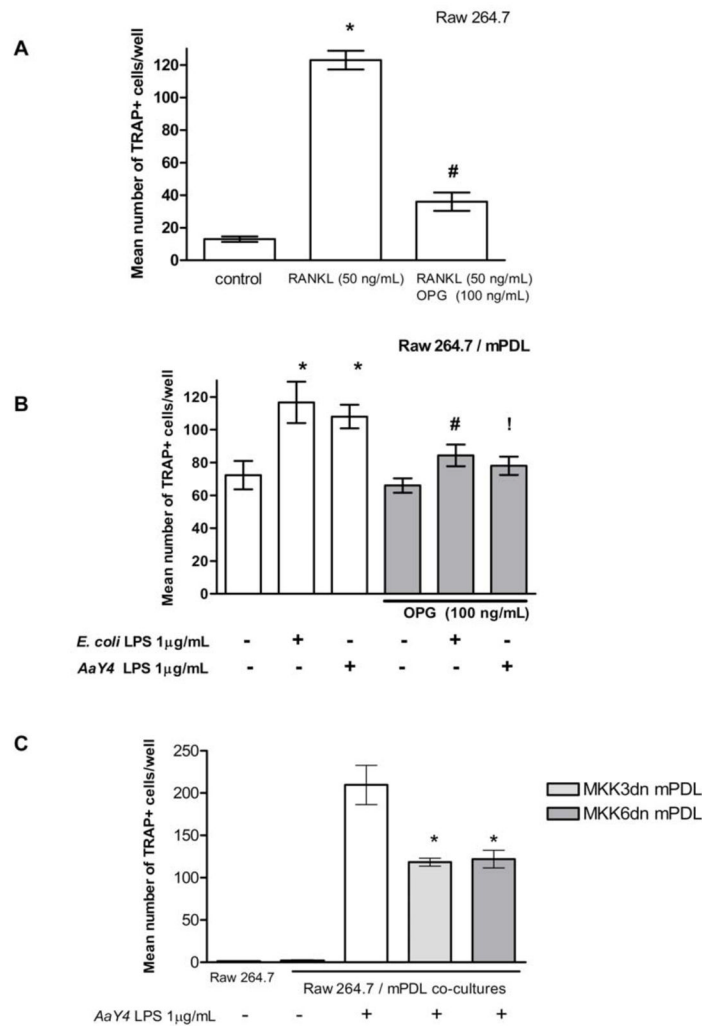 Raw 264.7
A
*
#
Mean number of TRAP+ cells/well
120
100
80
60
40
20
0
control
RANKL (50 ng/mL)
RANKL (50 ng/mL)
OPG (100 ng/mL)
Raw 264.7 / mPDL
B
* *
# !
Mean number of TRAP+ cells/well
120
100
80
60
40
20
0
OPG (100 ng/mL)
E. coli LPS 1µg/mL - + - - + -
AaY4 LPS 1µg/mL - - + - - +
C
Mean number of TRAP+ cells/well
250
200
150
100
50
0
* *
MKK3dn mPDL
MKK6dn mPDL
Raw 264.7
Raw 264.7 / mPDL co-cultures
AaY4 LPS 1µg/mL - - + + +